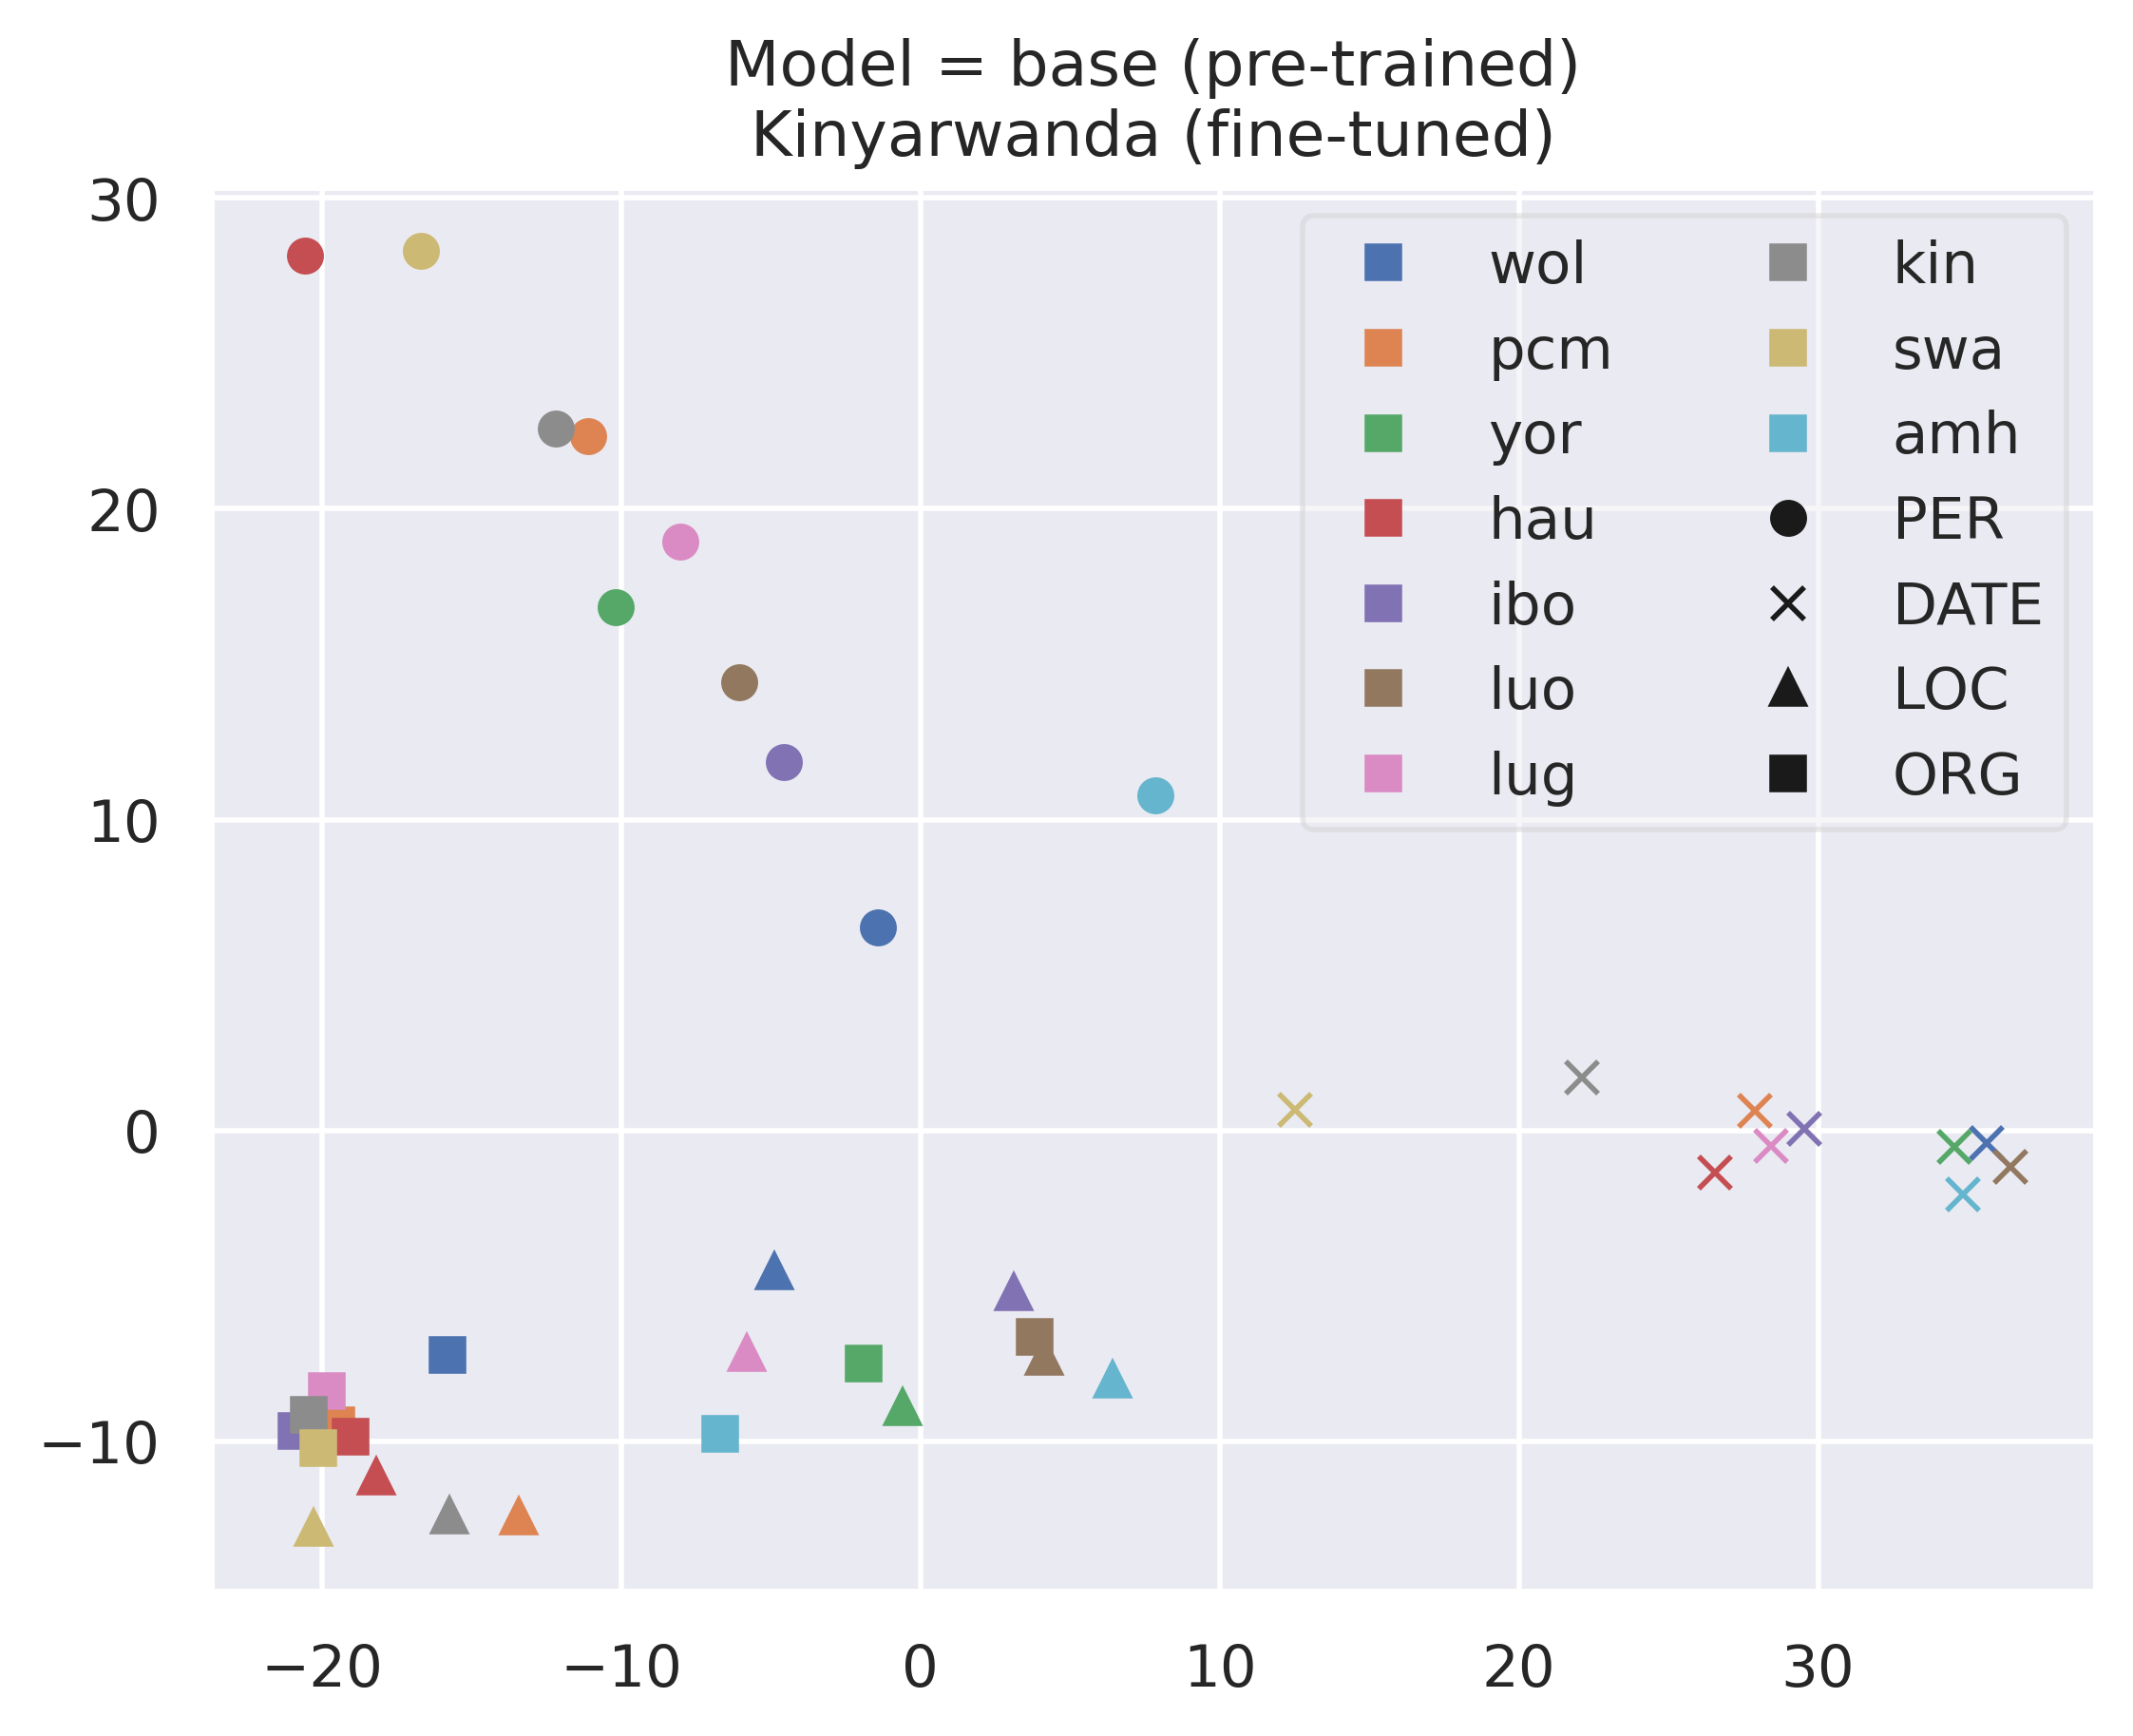 Model = base (pre-trained)
Kinyarwanda (fine-tuned)
30
20
10
0
−10
−20
−10
0
10
20
30
wol
pcm
yor
hau
ibo
luo
lug
kin
swa
amh
PER
DATE
LOC
ORG